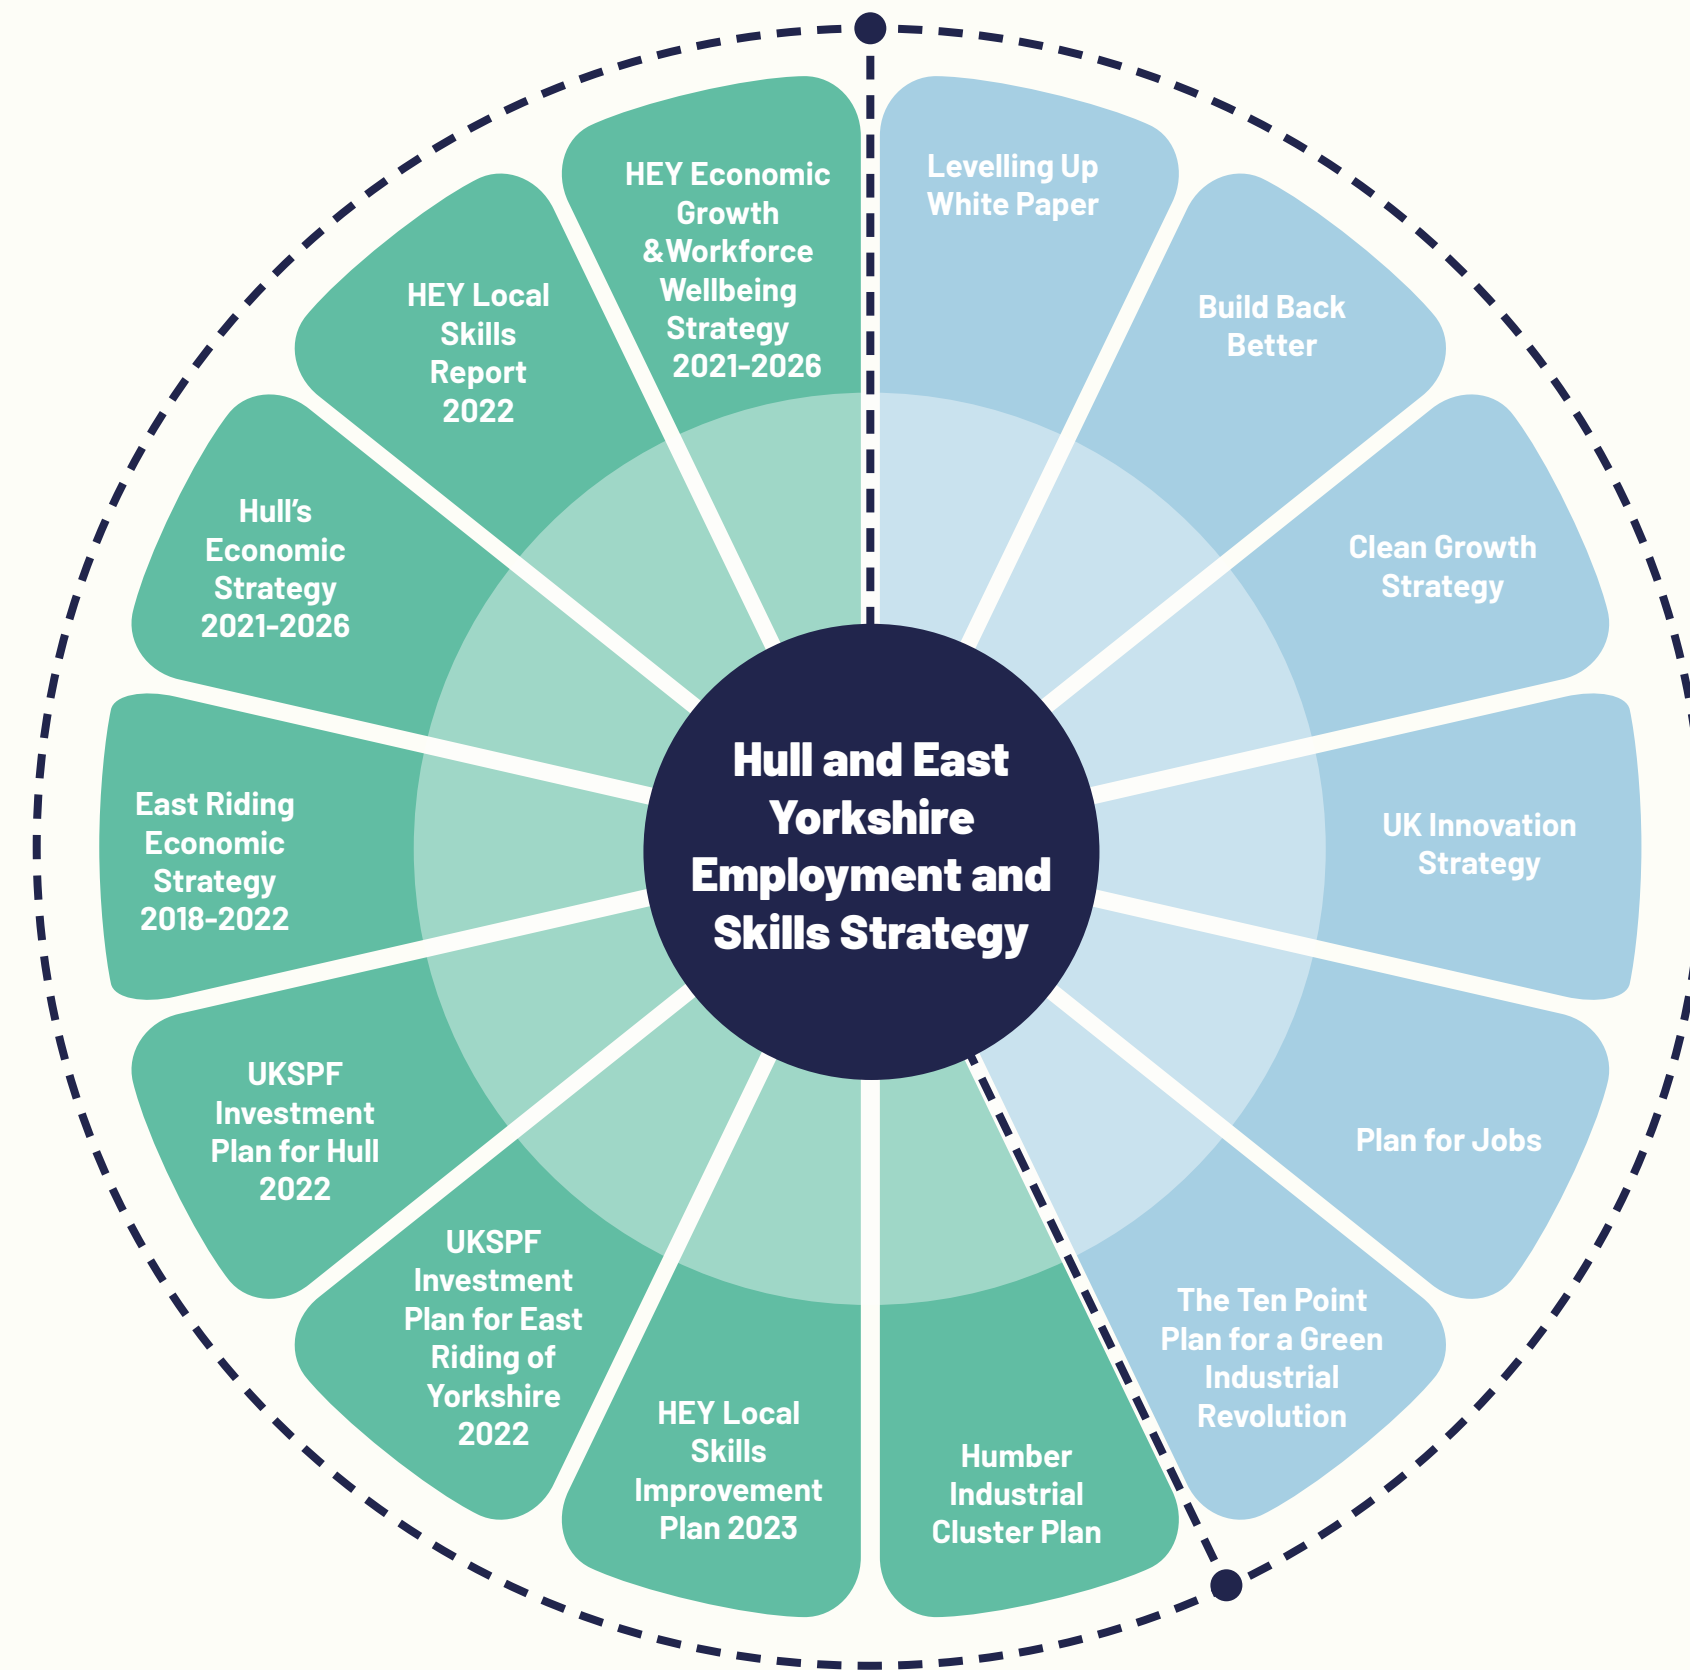 Hull and East
Yorkshire
Employment and
Skills Strategy
Levelling Up
White Paper
Build Back
Better
Clean Growth
Strategy
UK Innovation
Strategy
Plan for Jobs
The Ten Point
Plan for a Green
Industrial
Revolution
Humber
Industrial
Cluster Plan
HEY Local
Skills
Improvement
Plan 2023
UKSPF
Investment
Plan for East
Riding of
Yorkshire
2022
UKSPF
Investment
Plan for Hull
2022
East Riding
Economic
Strategy
2018-2022
Hull’s
Economic
Strategy
2021-2026
HEY Local
Skills
Report
2022
HEY Economic
Growth
&Workforce
Wellbeing
Strategy
2021-2026